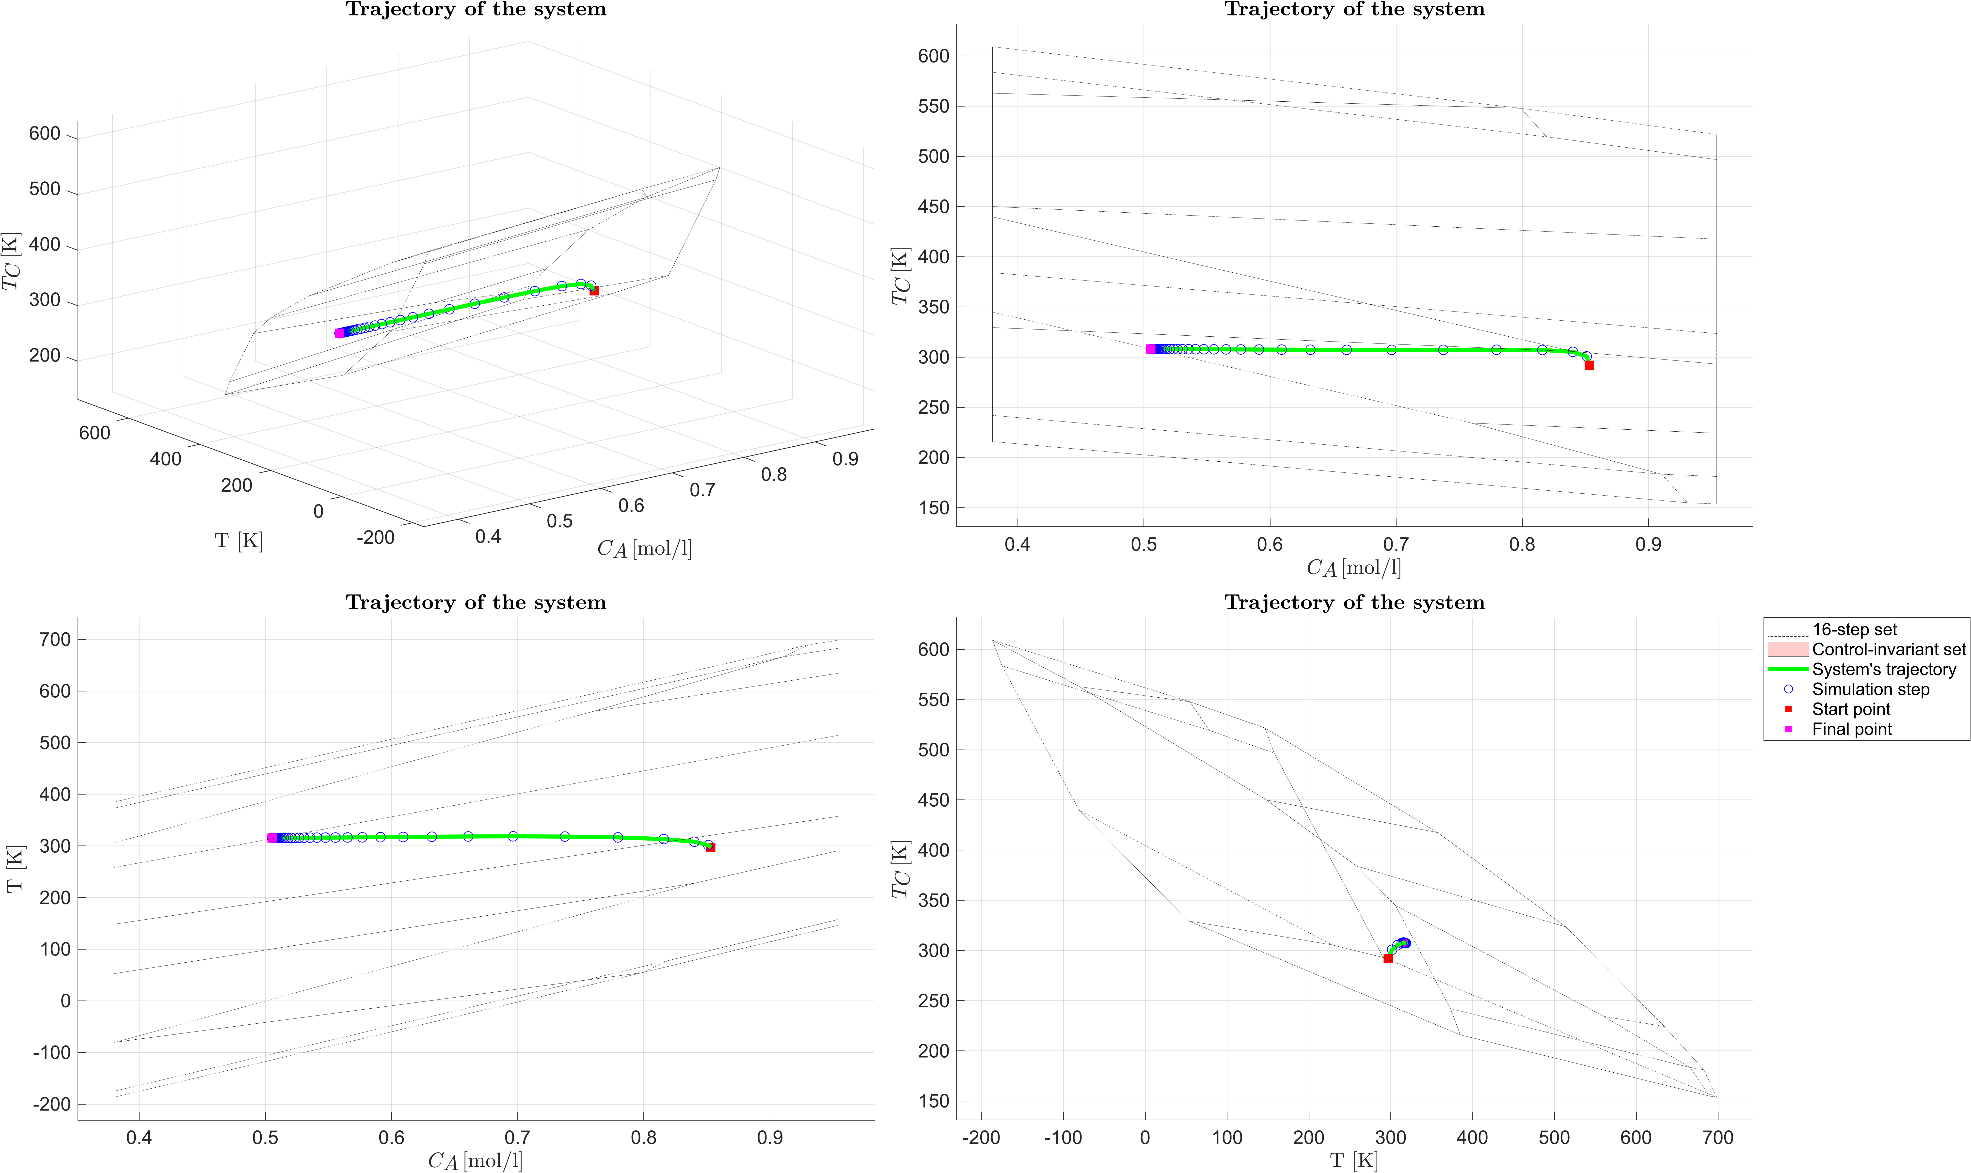 Trajectory of the system
600
500
400
300
200
TC [K]
600
400
200
0
-200
T [K]
0.4
0.5
0.6
0.7
0.8
0.9
CA [mol/l]
Trajectory of the system
600
550
500
450
400
350
300
250
200
150
TC [K]
0.4 0.5 0.6 0.7 0.8 0.9
CA [mol/l]
Trajectory of the system
700
600
500
400
300
200
100
0
-100
-200
T [K]
0.4 0.5 0.6 0.7 0.8 0.9
CA [mol/l]
Trajectory of the system
600
550
500
450
400
350
300
250
200
150
TC [K]
-200 -100 0 100 200 300 400 500 600 700
T [K]
16-step set
Control-invariant set
System's trajectory
Simulation step
Start point
Final point